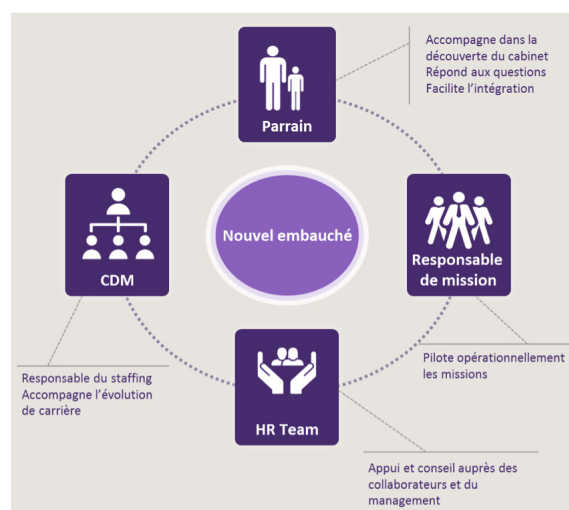 Accompagne dans la
découverte du cabinet
Répond aux questions
Facilite l'intégration
Parrain
Nouvel embauché
CDM
Responsable
de mission
Responsable du staffing
Accompagne l'évolution
de carrière
Pilote opérationnellement
les missions
HR Team
Appui et conseil auprès des
collaborateurs et du
management